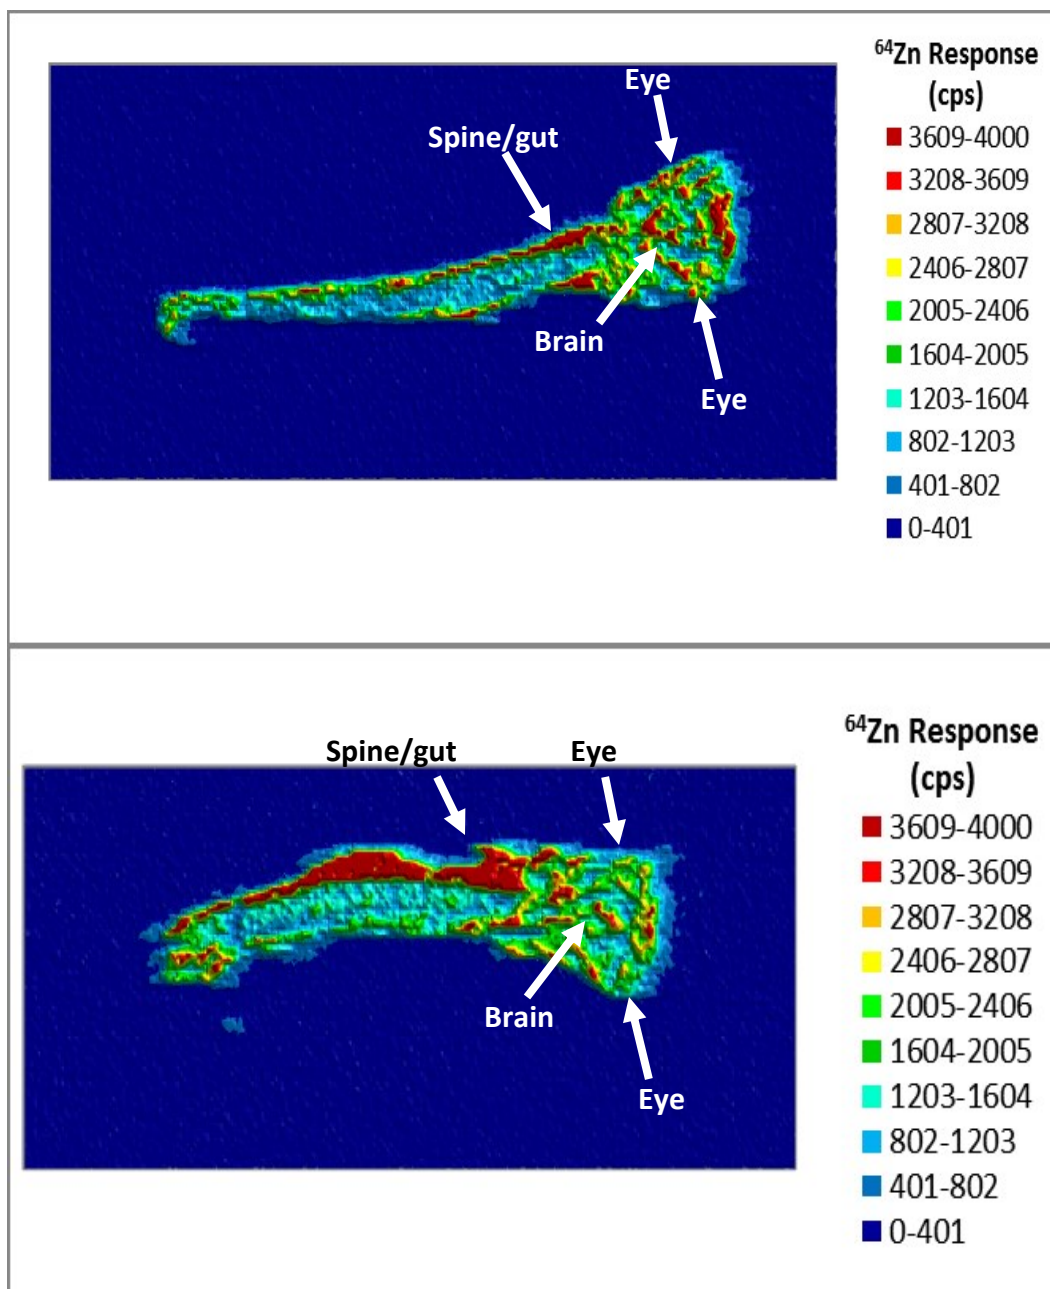 ⁶⁴Zn Response
(cps)
3609-4000
3208-3609
2807-3208
2406-2807
2005-2406
1604-2005
1203-1604
802-1203
401-802
0-401
Eye
Spine/gut
Brain
Eye
⁶⁴Zn Response
(cps)
3609-4000
3208-3609
2807-3208
2406-2807
2005-2406
1604-2005
1203-1604
802-1203
401-802
0-401
Spine/gut
Eye
Brain
Eye